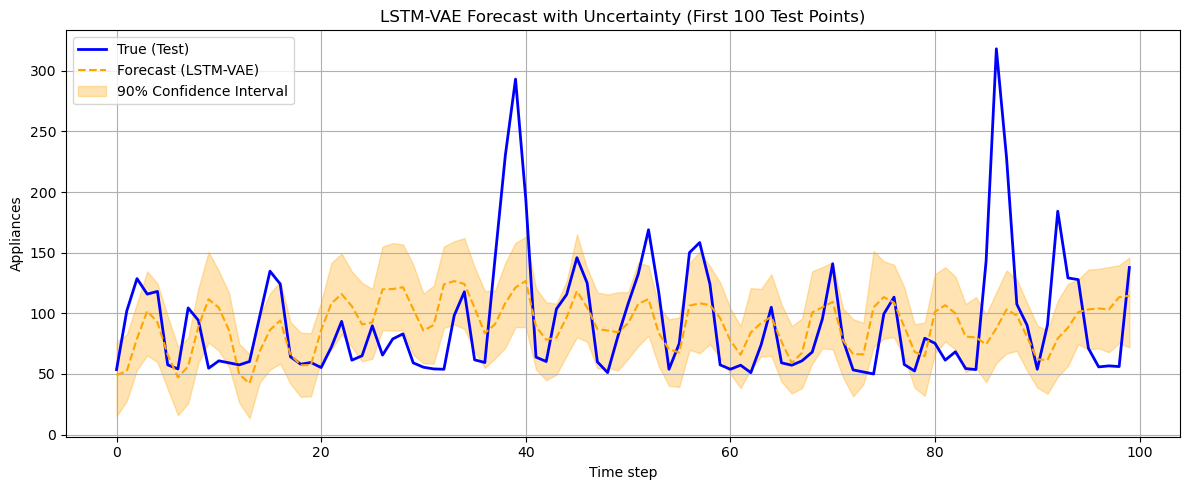 LSTM-VAE Forecast with Uncertainty (First 100 Test Points)
True (Test)
Forecast (LSTM-VAE)
90% Confidence Interval
Appliances
300
250
200
150
100
50
0
0 20 40 60 80 100
Time step